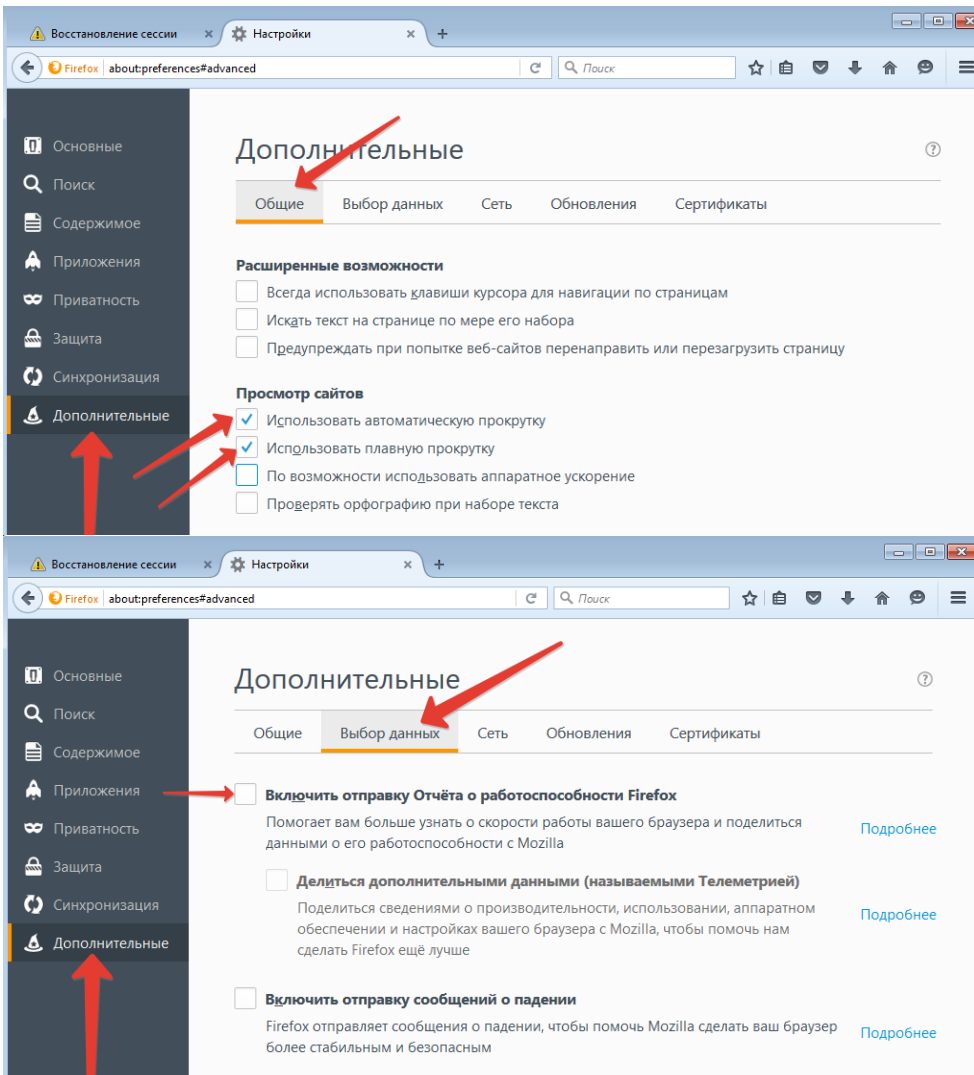 Восстановление сессии
Настройки
Firefox about:preferences#advanced
Поиск
Основные
Поиск
Содержимое
Приложения
Приватность
Защита
Синхронизация
Дополнительные
Дополнительные
Общие Выбор данных Сеть Обновления Сертификаты
Расширенные возможности
Всегда использовать клавиши курсора для навигации по страницам
Искать текст на странице по мере его набора
Предупреждать при попытке веб-сайтов перенаправить или перезагрузить страницу
Просмотр сайтов
Использовать автоматическую прокрутку
Использовать плавную прокрутку
По возможности использовать аппаратное ускорение
Проверять орфографию при наборе текста
Восстановление сессии
Настройки
Firefox about:preferences#advanced
Поиск
Основные
Поиск
Содержимое
Приложения
Приватность
Защита
Синхронизация
Дополнительные
Дополнительные
Общие Выбор данных Сеть Обновления Сертификаты
Включить отправку Отчёта о работоспособности Firefox
Помогает вам больше узнать о скорости работы вашего браузера и поделиться
данными о его работоспособности с Mozilla
Подробнее
Делиться дополнительными данными (называемыми Телеметрией)
Поделиться сведениями о производительности, использовании, аппаратном
обеспечении и настройках вашего браузера с Mozilla, чтобы помочь нам
сделать Firefox ещё лучше
Подробнее
Включить отправку сообщений о падении
Firefox отправляет сообщения о падении, чтобы помочь Mozilla сделать ваш браузер
более стабильным и безопасным
Подробнее